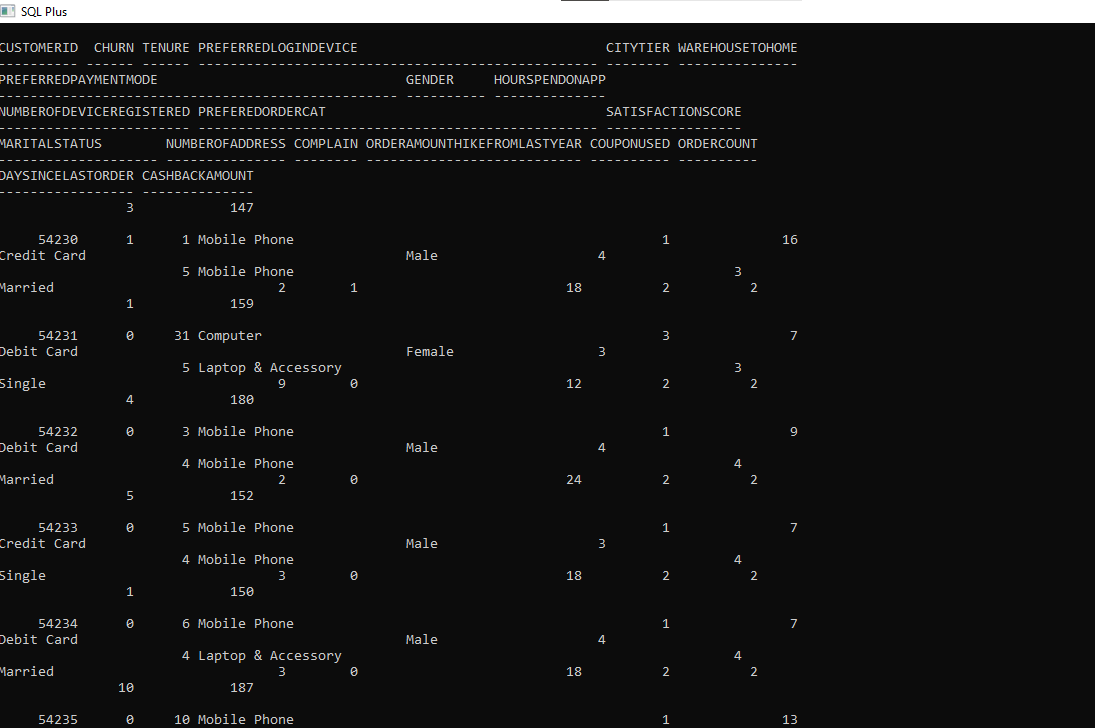 SQL Plus
CUSTOMERID CHURN TENURE PREFERREDLOGINDEVICE CITYTIER WAREHOUSETOHOME
---------- ------ ------ -------------------------------------------------- -------- ---------------
PREFERREDPAYMENTMODE GENDER HOURSPENDONAPP
-------------------------------------------------- ---------- --------------
NUMBEROFDEVICEREGISTERED PREFEREDORDERCAT SATISFACTIONSCORE
------------------------ -------------------------------------------------- -----------------
MARITALSTATUS NUMBEROFADDRESS COMPLAIN ORDERAMOUNTHIKEFROMLASTYEAR COUPONUSED ORDERCOUNT
-------------------- --------------- -------- --------------------------- ---------- ----------
DAYSINCELASTORDER CASHBACKAMOUNT
----------------- --------------
3 147
54230 1 1 Mobile Phone 1 16
Credit Card Male 4
5 Mobile Phone 3
Married 2 1 18 2 2
1 159
54231 0 31 Computer 3 7
Debit Card Female 3
5 Laptop & Accessory 3
Single 9 0 12 2 2
4 180
54232 0 3 Mobile Phone 1 9
Debit Card Male 4
4 Mobile Phone 4
Married 2 0 24 2 2
5 152
54233 0 5 Mobile Phone 1 7
Credit Card Male 3
4 Mobile Phone 4
Single 3 0 18 2 2
1 150
54234 0 6 Mobile Phone 1 7
Debit Card Male 4
4 Laptop & Accessory 4
Married 3 0 18 2 2
10 187
54235 0 10 Mobile Phone 1 13